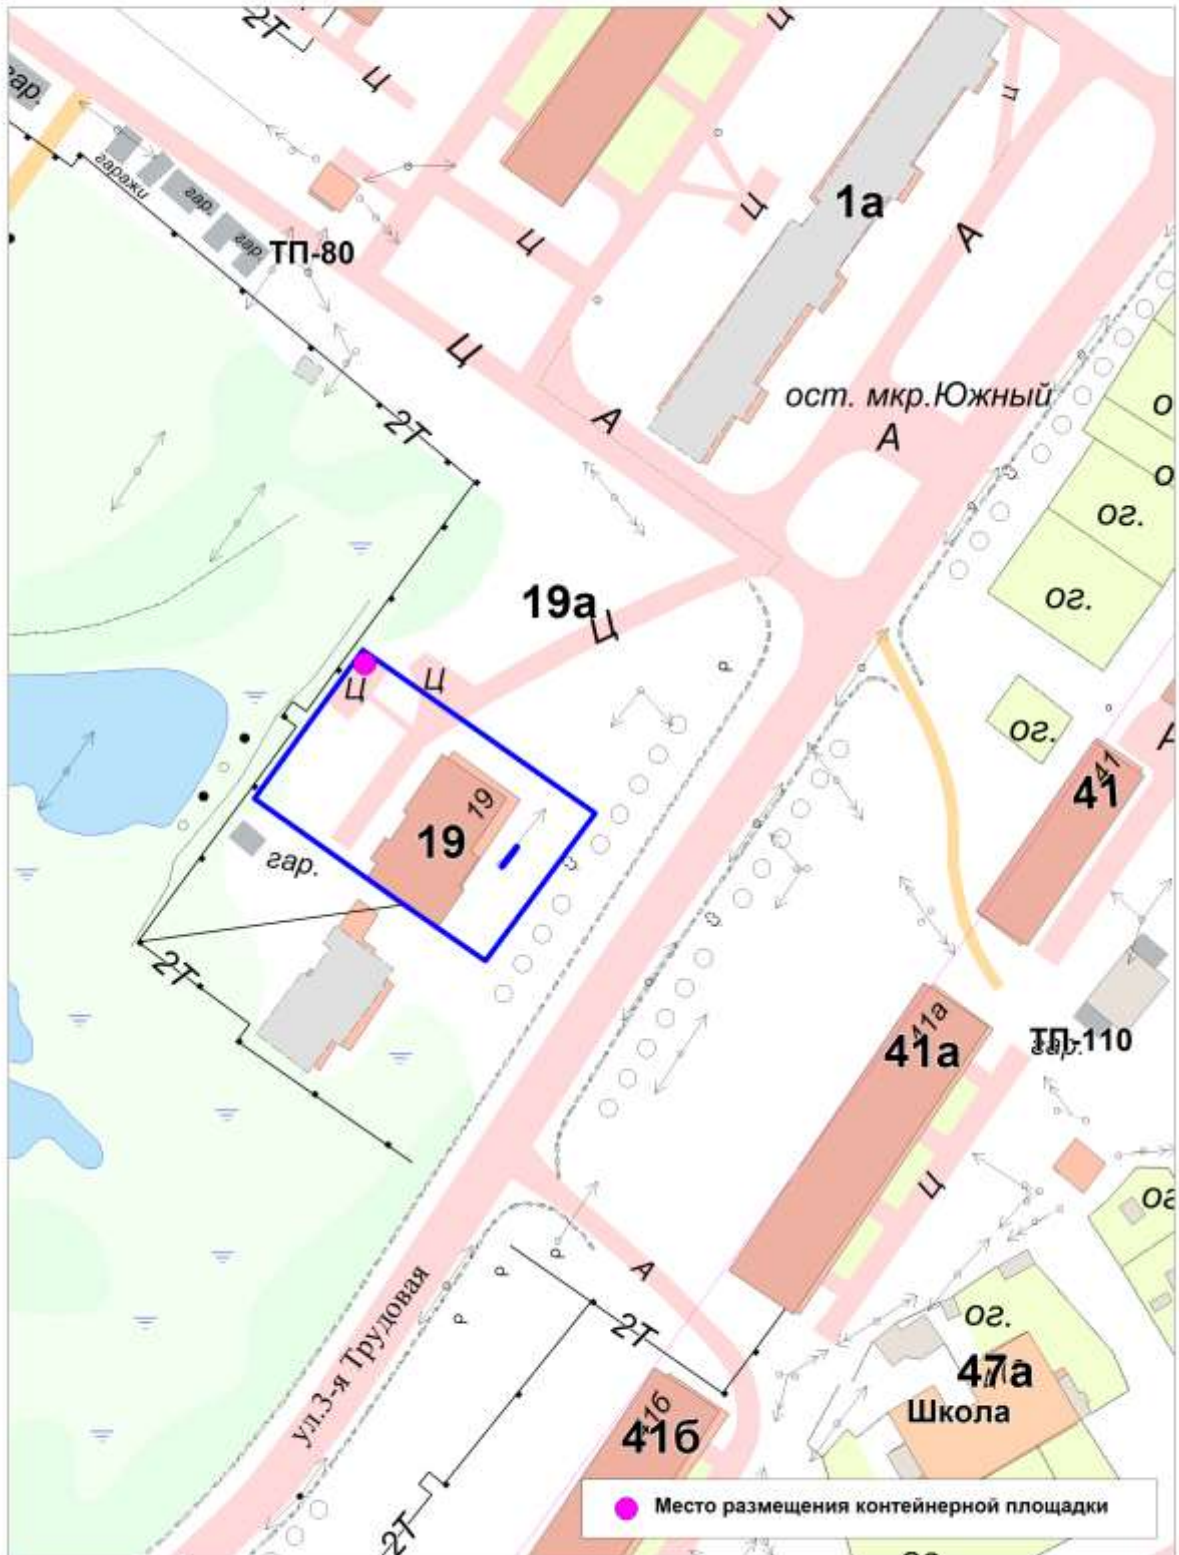 2Т
Ц
Ц
гар.
Ц
гаражи
гар.
гар.
ТП-80
Ц
Ц
1а
А
Ц
А
2Т
ост. мкр.Южный
А
ог.
ог.
19а
Ц
Ц
Ц
ог.
А
19
19
гар.
41
41
2Т
41а
41а
ТП-110
гар.
Ц
А
ог.
2Т
47а
Школа
ул.3-я Трудовая
41б
41б
2Т
Место размещения контейнерной площадки